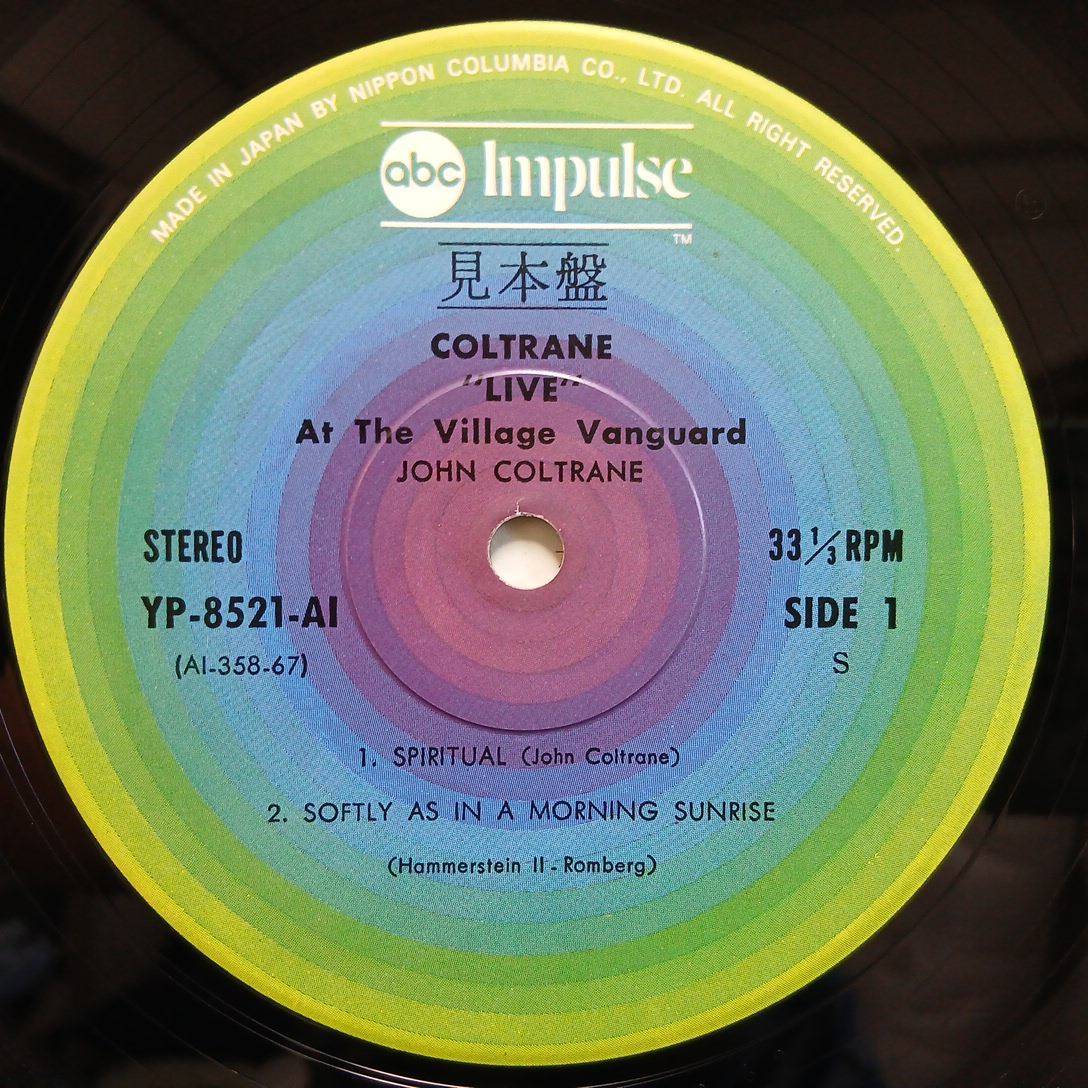 MADE IN JAPAN BY NIPPON COLUMBIA CO., LTD. ALL RIGHT RESERVED.
abc Impulse
TM
見本盤
COLTRANE
"LIVE"
At The Village Vanguard
JOHN COLTRANE
STEREO 33 1/3 RPM
YP-8521-AI SIDE 1
(AI-358-67) S
1. SPIRITUAL (John Coltrane)
2. SOFTLY AS IN A MORNING SUNRISE
(Hammerstein II - Romberg)